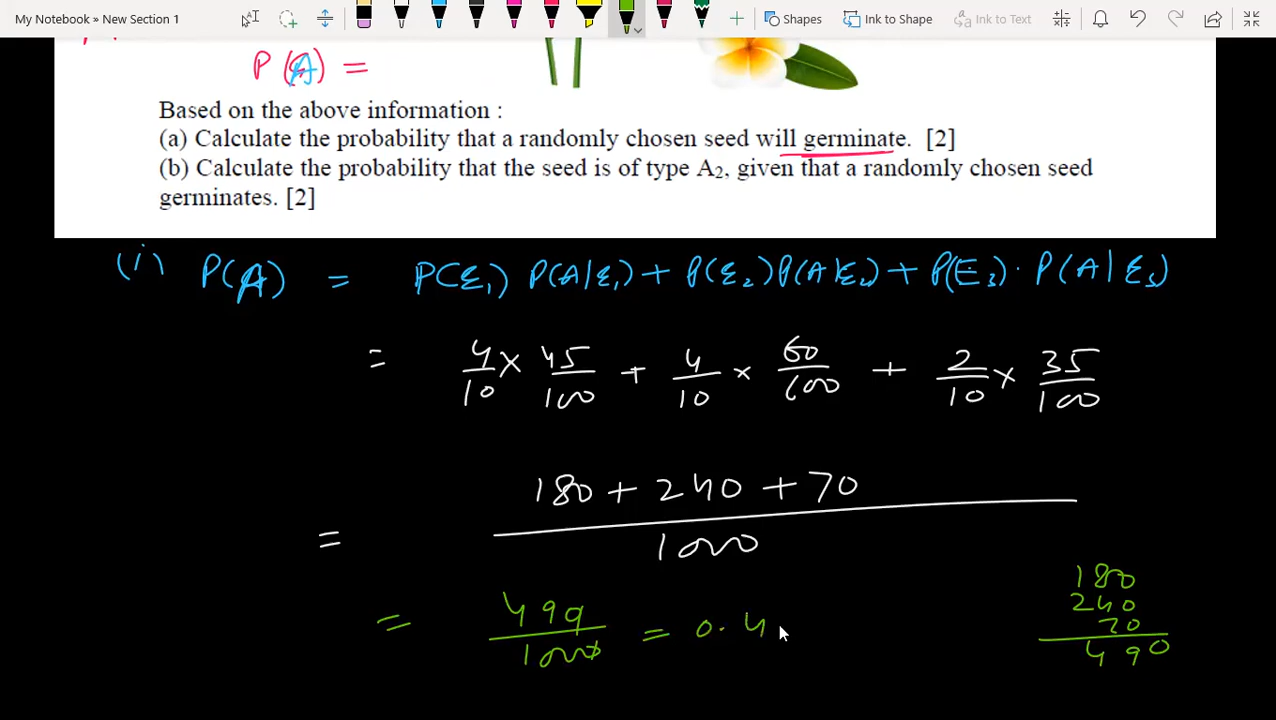 My Notebook » New Section 1
Shapes
Ink to Shape
Ink to Text
P(A) =
Based on the above information :
(a) Calculate the probability that a randomly chosen seed will germinate. [2]
(b) Calculate the probability that the seed is of type A₂, given that a randomly chosen seed
germinates. [2]
(i) P(A) = P(E₁) P(A|E₁) + P(E₂) P(A|E₂) + P(E₃) · P(A|E₃)
= 4/10 × 45/100 + 4/10 × 60/100 + 2/10 × 35/100
= 180 + 240 + 70 / 1000
180
240
70
490
= 490/1000 = 0.4